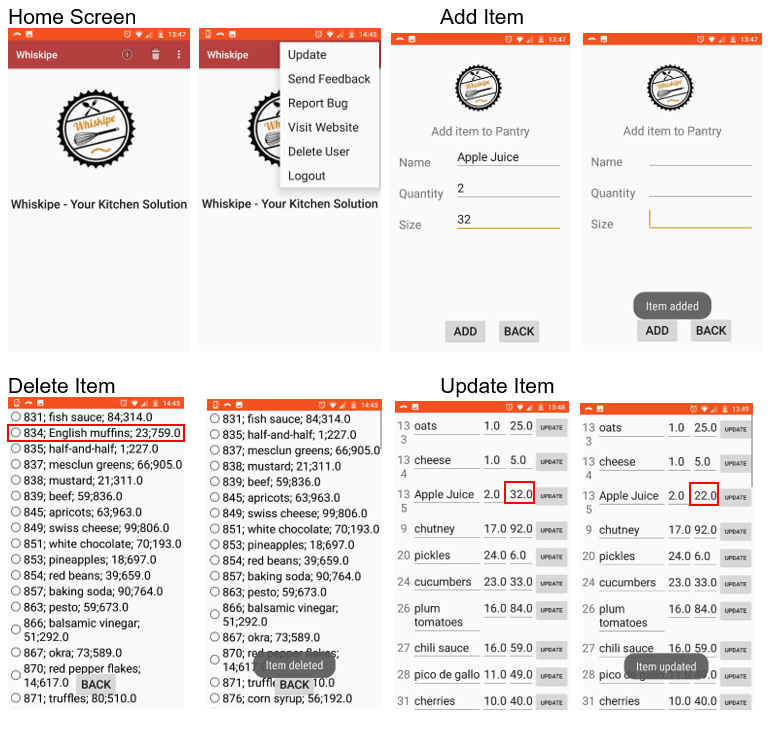 Home Screen
Add Item
13:47
Whiskipe
Whiskipe
Whiskipe - Your Kitchen Solution
14:45
Whiskipe
Update
Send Feedback
Report Bug
Visit Website
Delete User
Logout
Whiskipe - Your Kitchen Solution
13:47
Whiskipe
Add item to Pantry
Name Apple Juice
Quantity 2
Size 32
ADD BACK
13:47
Whiskipe
Add item to Pantry
Name
Quantity
Size
Item added
ADD BACK
Delete Item
Update Item
14:45
831; fish sauce; 84;314.0
834; English muffins; 23;759.0
835; half-and-half; 1;227.0
837; mesclun greens; 66;905.0
838; mustard; 21;311.0
839; beef; 59;836.0
845; apricots; 63;963.0
849; swiss cheese; 99;806.0
851; white chocolate; 70;193.0
853; pineapples; 18;697.0
854; red beans; 39;659.0
857; baking soda; 90;764.0
863; pesto; 59;673.0
866; balsamic vinegar;
51;292.0
867; okra; 73;589.0
870; red pepper flakes;
14;617.0
BACK
871; truffles; 80;510.0
14:45
831; fish sauce; 84;314.0
835; half-and-half; 1;227.0
837; mesclun greens; 66;905.0
838; mustard; 21;311.0
839; beef; 59;836.0
845; apricots; 63;963.0
849; swiss cheese; 99;806.0
851; white chocolate; 70;193.0
853; pineapples; 18;697.0
854; red beans; 39;659.0
857; baking soda; 90;764.0
863; pesto; 59;673.0
866; balsamic vinegar;
51;292.0
867; okra; 73;589.0
870; red pepper flakes;
14;617.0
Item deleted
871; truffles; 80;510.0
BACK
876; corn syrup; 56;192.0
13:48
133 oats 1.0 25.0 UPDATE
134 cheese 1.0 5.0 UPDATE
135 Apple Juice 2.0 32.0 UPDATE
9 chutney 17.0 92.0 UPDATE
20 pickles 24.0 6.0 UPDATE
24 cucumbers 23.0 33.0 UPDATE
26 plum 16.0 84.0 UPDATE
tomatoes
27 chili sauce 16.0 59.0 UPDATE
28 pico de gallo 11.0 49.0 UPDATE
31 cherries 10.0 40.0 UPDATE
13:49
133 oats 1.0 25.0 UPDATE
134 cheese 1.0 5.0 UPDATE
135 Apple Juice 2.0 22.0 UPDATE
9 chutney 17.0 92.0 UPDATE
20 pickles 24.0 6.0 UPDATE
24 cucumbers 23.0 33.0 UPDATE
26 plum 16.0 84.0 UPDATE
tomatoes
27 chili sauce 16.0 59.0 UPDATE
Item updated
28 pico de gallo 11.0 49.0 UPDATE
31 cherries 10.0 40.0 UPDATE